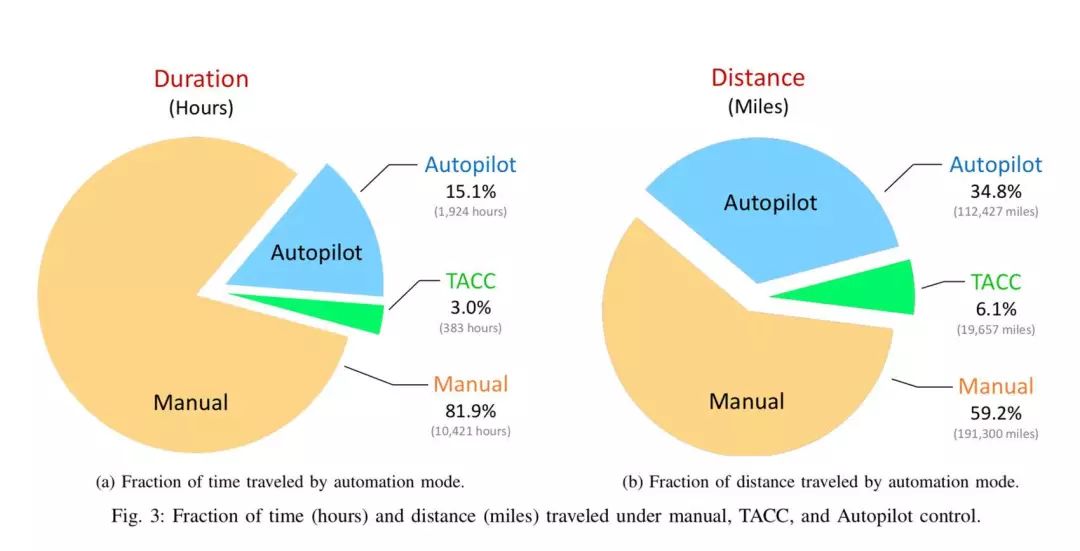 Duration
(Hours)
Autopilot
15.1%
(1,924 hours)
Autopilot
TACC
3.0%
(383 hours)
Manual
81.9%
(10,421 hours)
Manual
(a) Fraction of time traveled by automation mode.
Distance
(Miles)
Autopilot
34.8%
(112,427 miles)
Autopilot
TACC
6.1%
(19,657 miles)
Manual
59.2%
(191,300 miles)
Manual
(b) Fraction of distance traveled by automation mode.
Fig. 3: Fraction of time (hours) and distance (miles) traveled under manual, TACC, and Autopilot control.